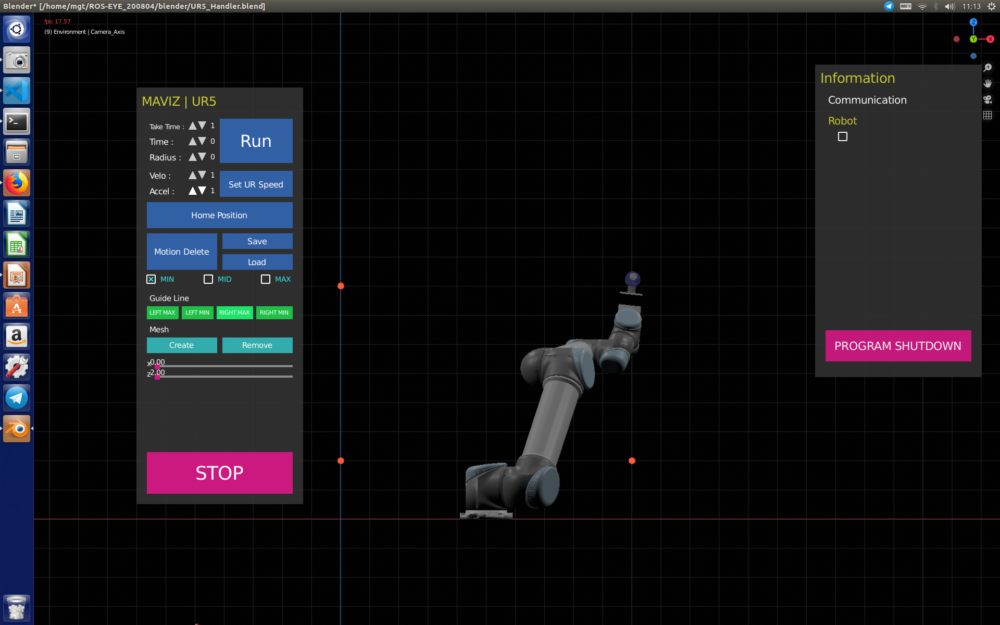 Blender* [/home/mgt/ROS-EYE_200804/blender/UR5_Handler.blend]
11:13
fps: 17.57
(9) Environment | Camera_Axis
Z
Y
X
MAVIZ | UR5
Take Time : 1
Time : 0
Radius : 0
Run
Velo : 1
Accel : 1
Set UR Speed
Home Position
Motion Delete
Save
Load
MIN MID MAX
Guide Line
LEFT MAX LEFT MIN RIGHT MAX RIGHT MIN
Mesh
Create Remove
x 0.00
z 2.00
STOP
Information
Communication
Robot
PROGRAM SHUTDOWN